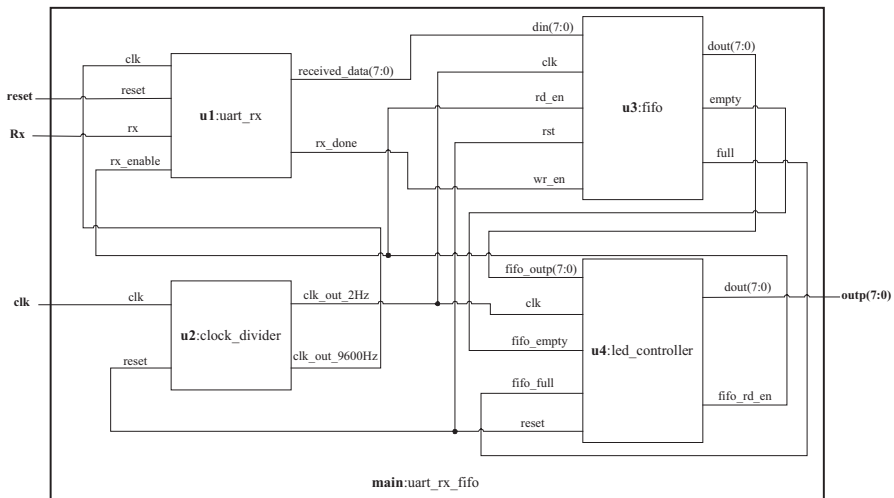 reset
Rx
clk
clk
reset
rx
rx_enable
u1:uart_rx
received_data(7:0)
rx_done
din(7:0)
clk
rd_en
rst
wr_en
u3:fifo
dout(7:0)
empty
full
clk
reset
u2:clock_divider
clk_out_2Hz
clk_out_9600Hz
fifo_outp(7:0)
clk
fifo_empty
fifo_full
reset
u4:led_controller
dout(7:0)
fifo_rd_en
outp(7:0)
main:uart_rx_fifo